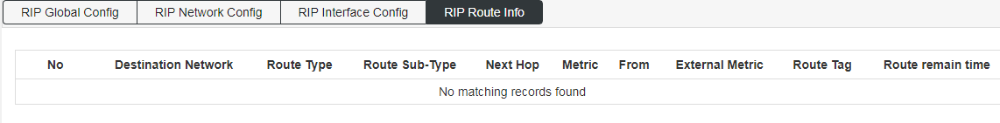 RIP Global Config RIP Network Config RIP Interface Config RIP Route Info
No Destination Network Route Type Route Sub-Type Next Hop Metric From External Metric Route Tag Route remain time
No matching records found